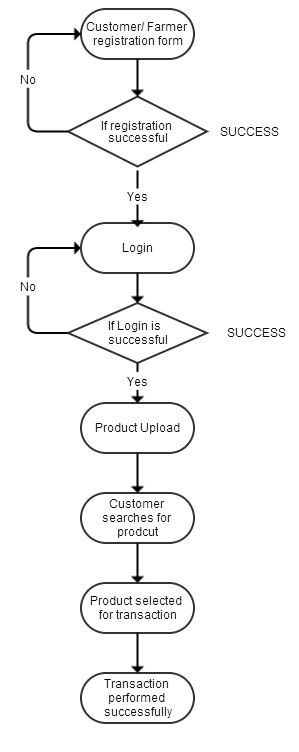 Customer/ Farmer
registration form
No
If registration
successful
SUCCESS
Yes
Login
No
If Login is
successful
SUCCESS
Yes
Product Upload
Customer
searches for
prodcut
Product selected
for transaction
Transaction
performed
successfully